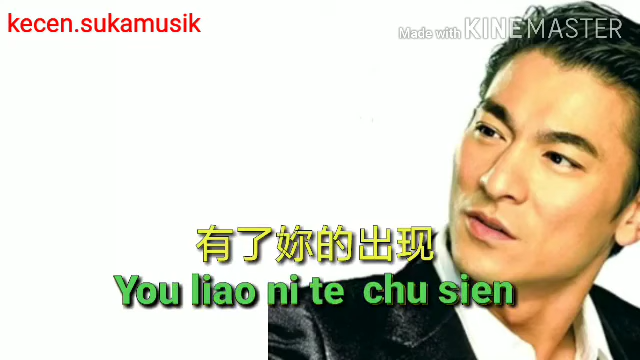 kecen.sukamusik
Made with KINEMASTER
有了妳的出现
You liao ni te chu sien